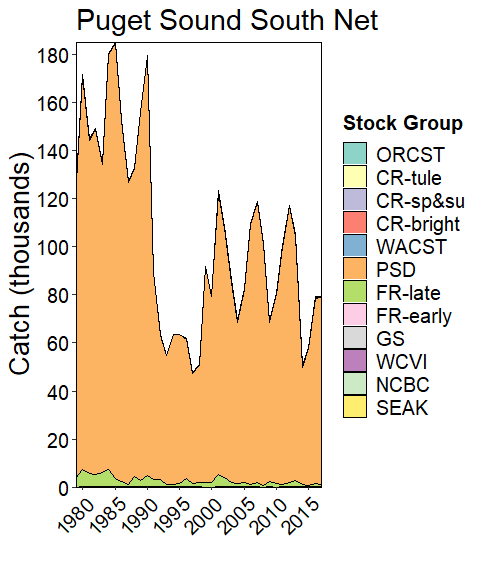 Puget Sound South Net
Catch (thousands)
180
160
140
120
100
80
60
40
20
0
1980
1985
1990
1995
2000
2005
2010
2015
Stock Group
ORCST
CR-tule
CR-sp&su
CR-bright
WACST
PSD
FR-late
FR-early
GS
WCVI
NCBC
SEAK